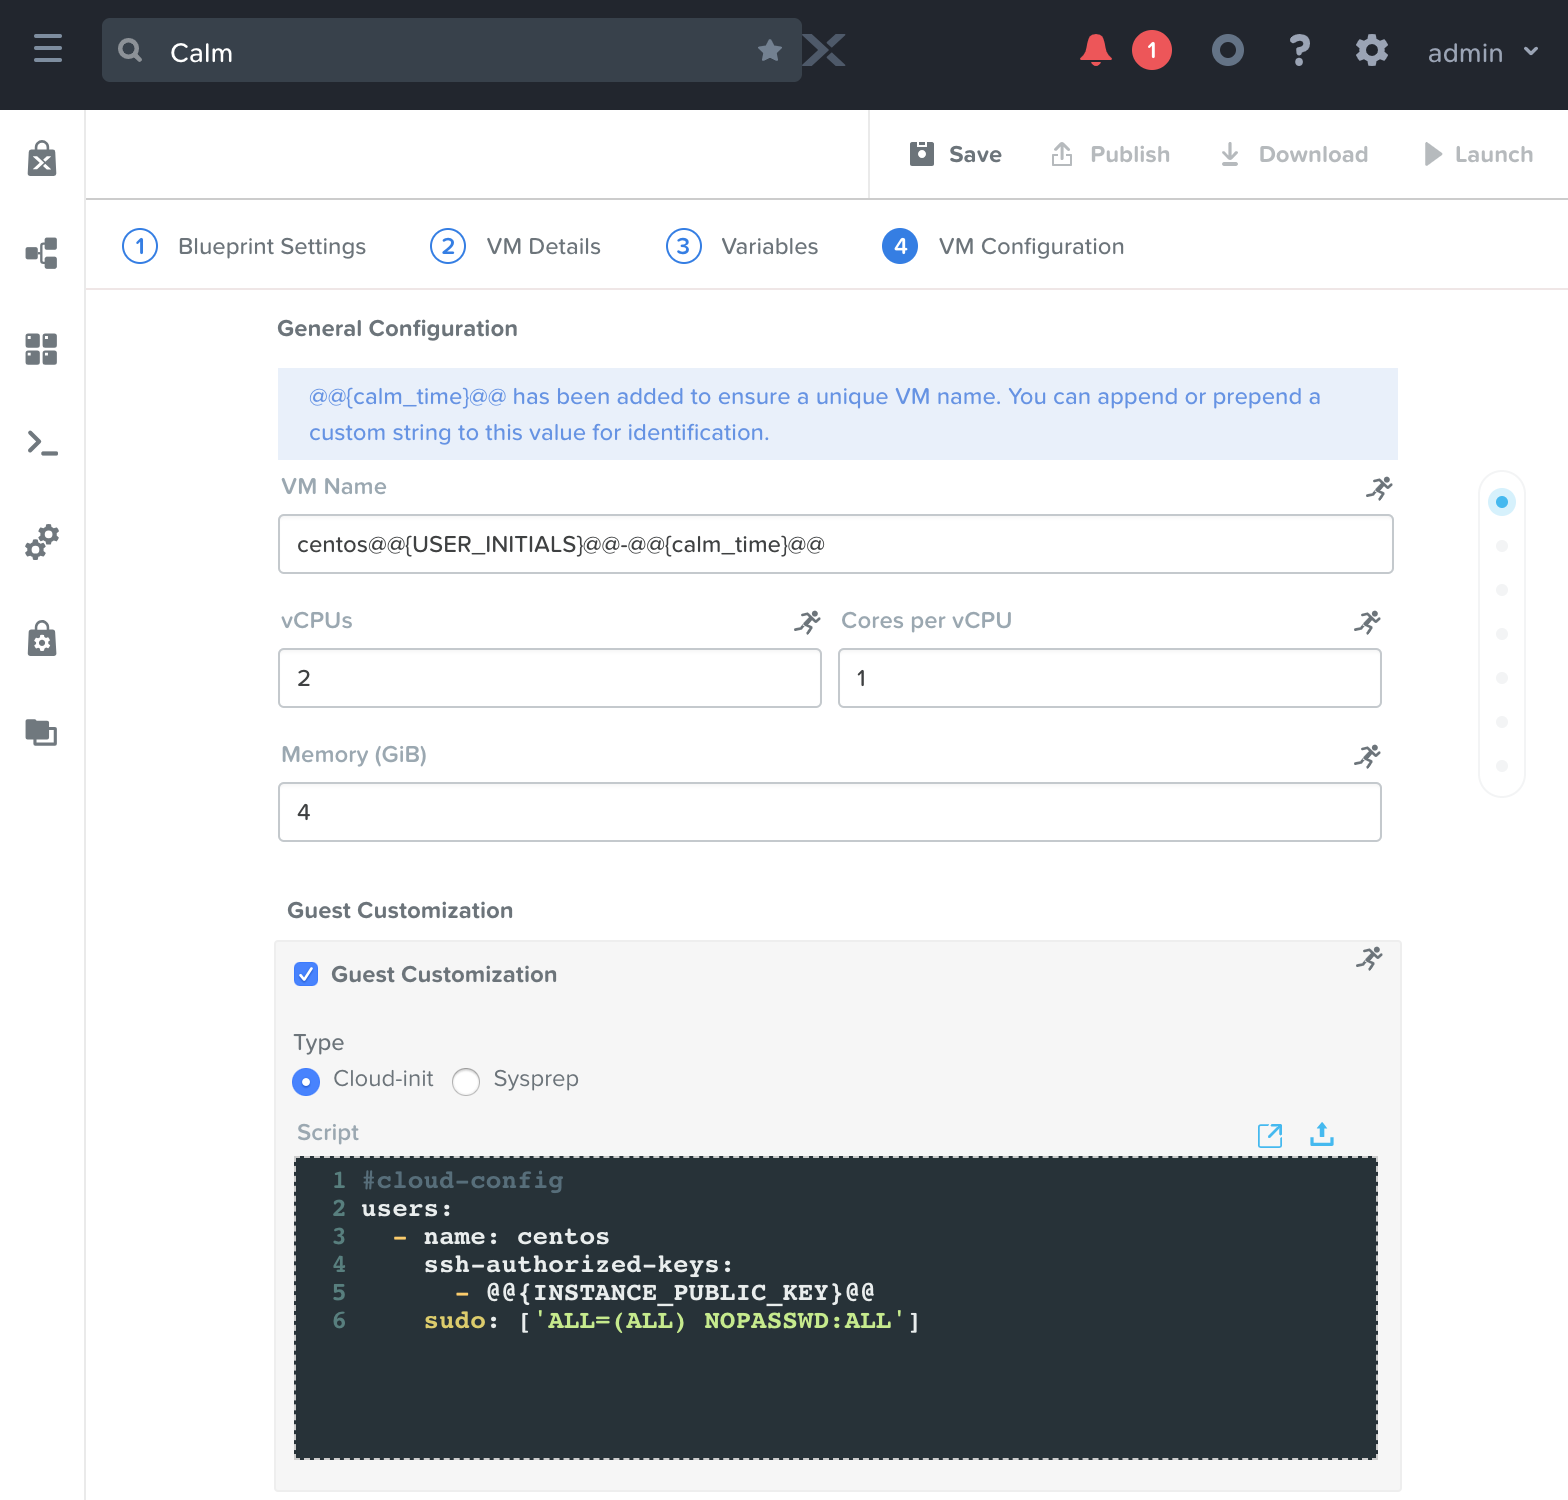 Calm
1
admin
Save
Publish
Download
Launch
1 Blueprint Settings
2 VM Details
3 Variables
4 VM Configuration
General Configuration
@@{calm_time}@@ has been added to ensure a unique VM name. You can append or prepend a
custom string to this value for identification.
VM Name
centos@@{USER_INITIALS}@@-@@{calm_time}@@
vCPUs
Cores per vCPU
2
1
Memory (GiB)
4
Guest Customization
Guest Customization
Type
Cloud-init
Sysprep
Script
1 #cloud-config
2 users:
3   - name: centos
4     ssh-authorized-keys:
5       - @@{INSTANCE_PUBLIC_KEY}@@
6     sudo: ['ALL=(ALL) NOPASSWD:ALL']